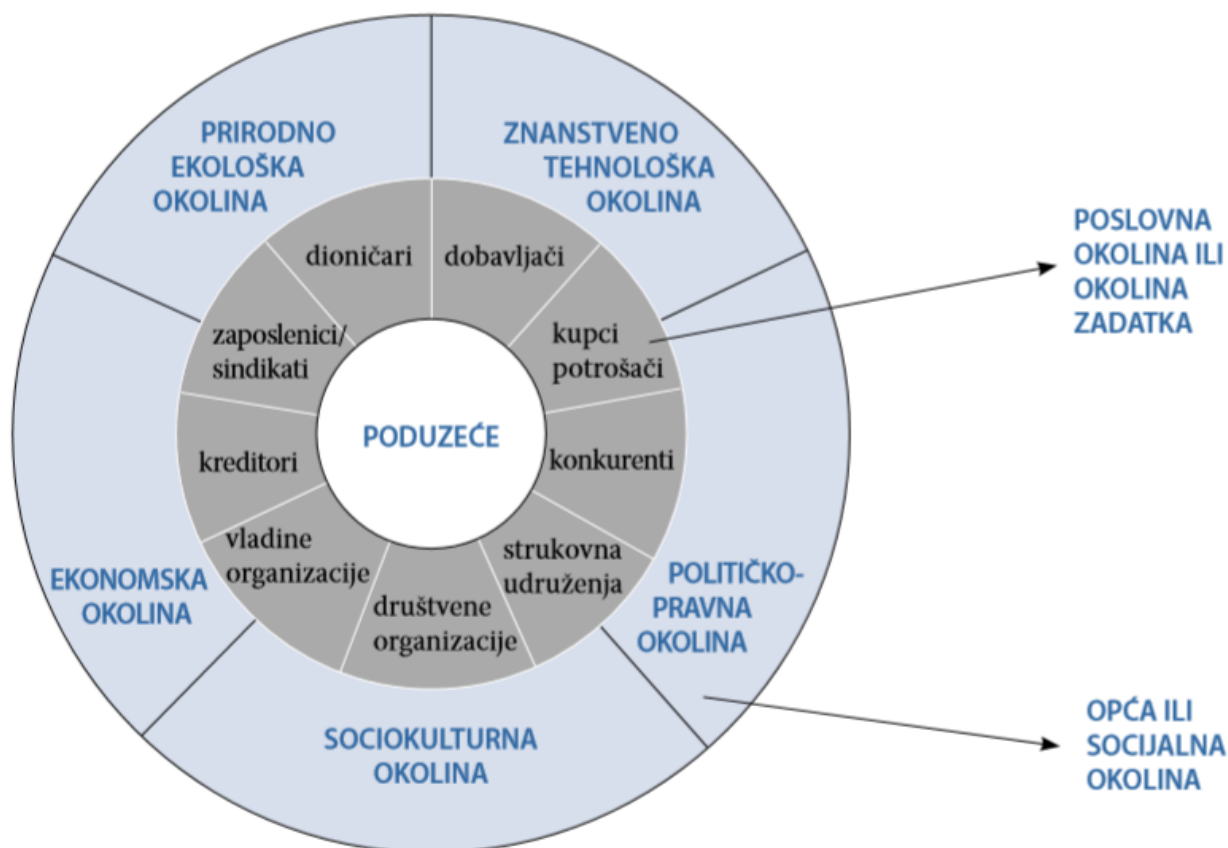 PRIRODNO
EKOLOŠKA
OKOLINA
ZNANSTVENO
TEHNOLOŠKA
OKOLINA
POSLOVNA
OKOLINA ILI
OKOLINA
ZADATKA
dioničari
dobavljači
zaposlenici/
sindikati
kupci
potrošači
PODUZEĆE
kreditori
konkurenti
vladine
organizacije
strukovna
udruženja
društvene
organizacije
EKONOMSKA
OKOLINA
POLITIČKO-
PRAVNA
OKOLINA
SOCIOKULTURNA
OKOLINA
OPĆA ILI
SOCIJALNA
OKOLINA